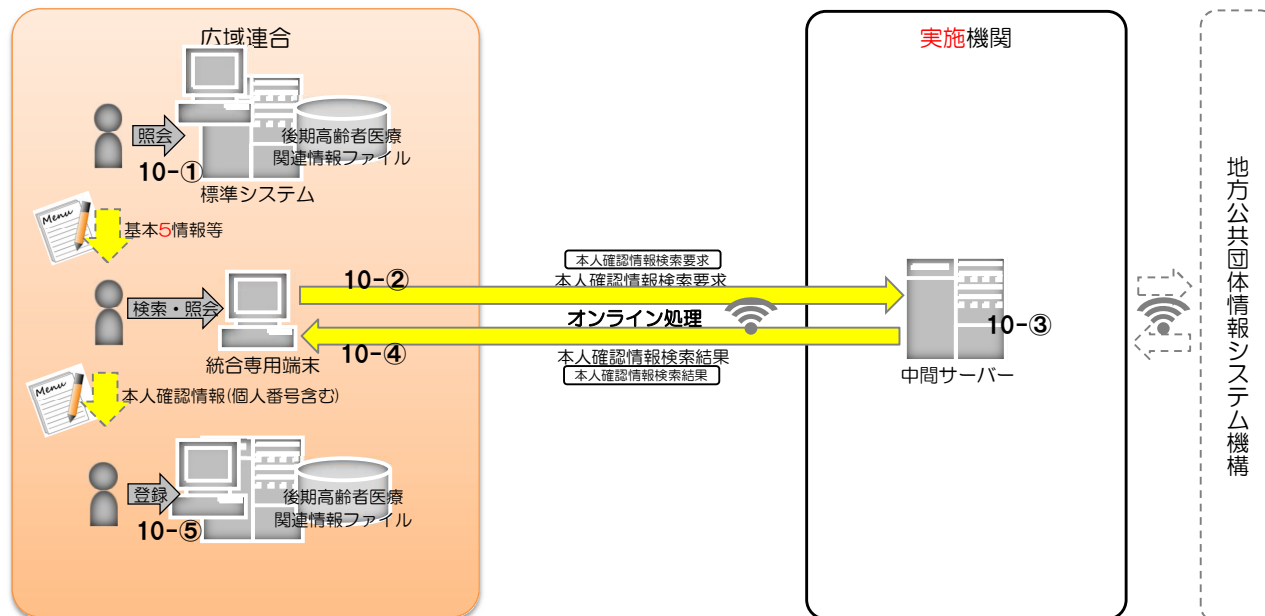 広域連合
照会
10-①
後期高齢者医療
関連情報ファイル
標準システム
Menu
基本5情報等
検索・照会
統合専用端末
Menu
本人確認情報(個人番号含む)
登録
10-⑤
後期高齢者医療
関連情報ファイル
本人確認情報検索要求
10-②
本人確認情報検索要求
オンライン処理
10-④
本人確認情報検索結果
本人確認情報検索結果
実施機関
10-③
中間サーバー
地方公共団体情報システム機構